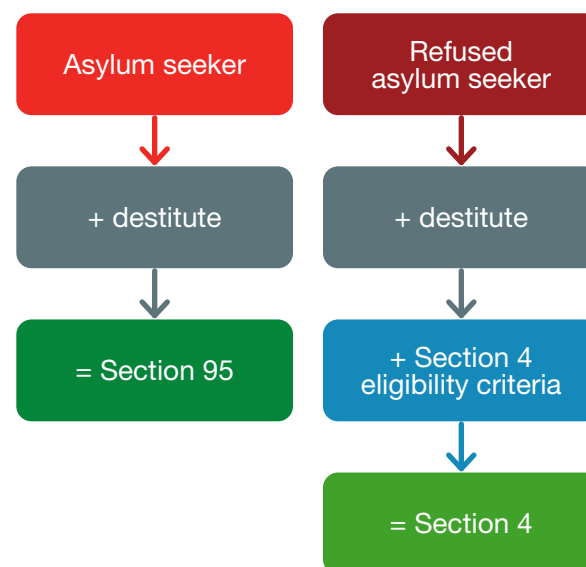 Asylum seeker
+ destitute
= Section 95
Refused
asylum seeker
+ destitute
+ Section 4
eligibility criteria
= Section 4